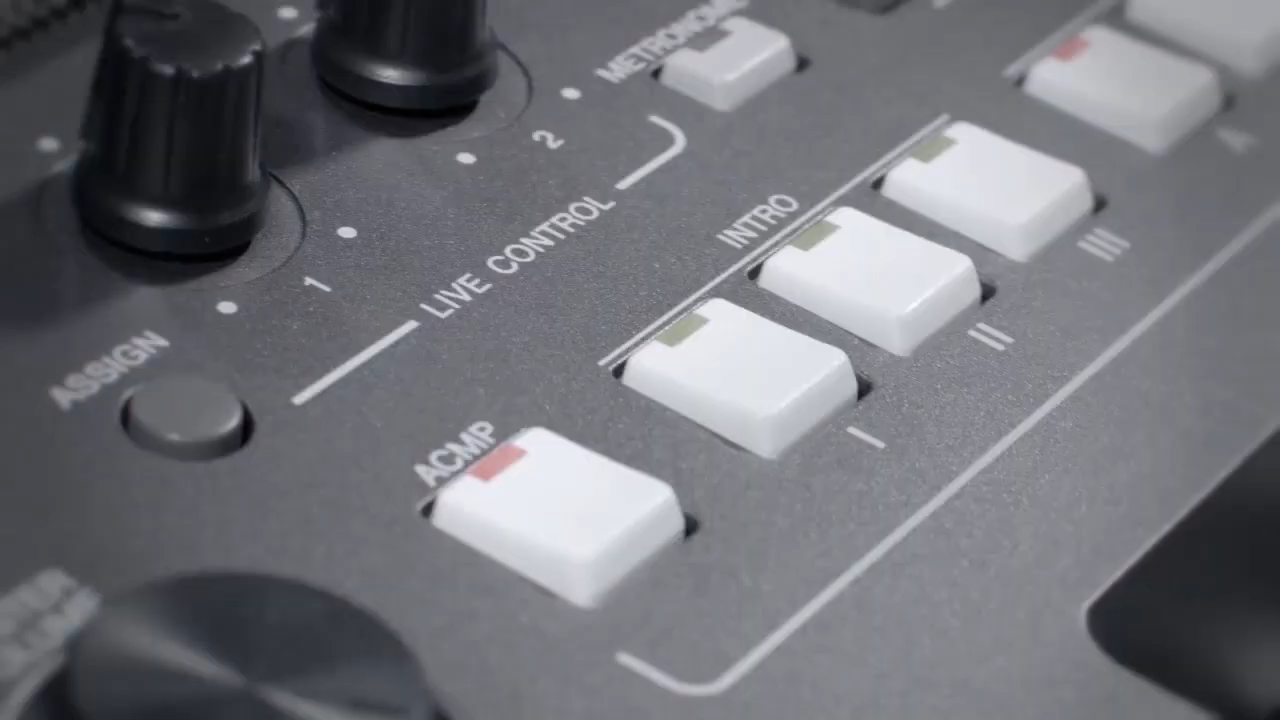 METRONOME
2
LIVE CONTROL
1
ASSIGN
INTRO
I
II
III
A
ACMP